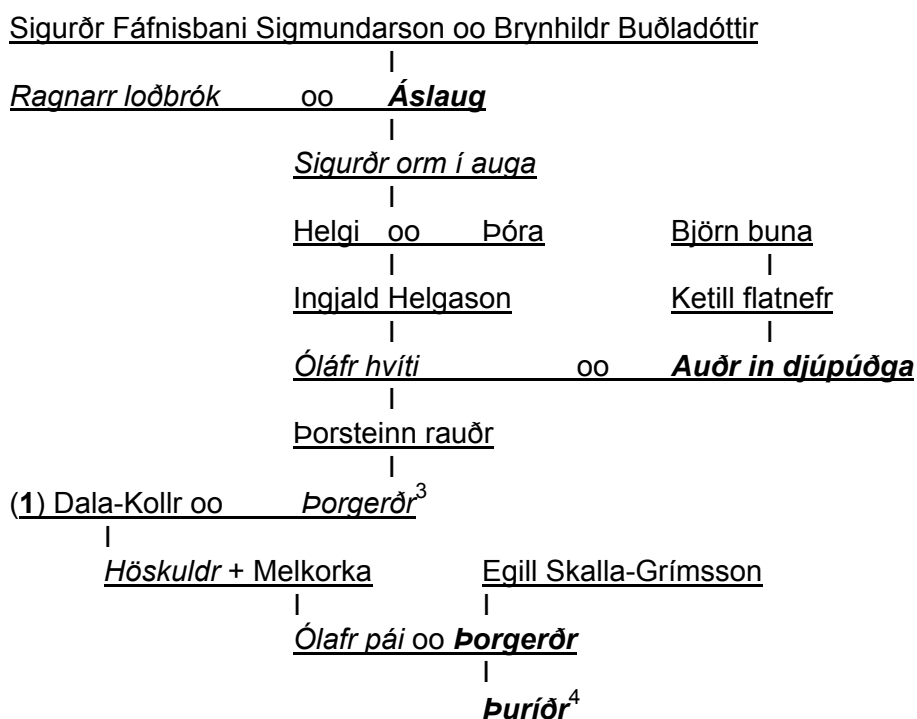 Sigurðr Fáfnisbani Sigmundarson oo Brynhildr Buðladóttir
I
Ragnarr loðbrók oo Áslaug
I
Sigurðr orm í auga
I
Helgi oo Þóra Björn buna
I I
Ingjald Helgason Ketill flatnefr
I I
Óláfr hvíti oo Auðr in djúpúðga
I
Þorsteinn rauðr
I
(1) Dala-Kollr oo Þorgerðr3
I
Höskuldr + Melkorka Egill Skalla-Grímsson
I I
Ólafr pái oo Þorgerðr
I
Þuríðr4